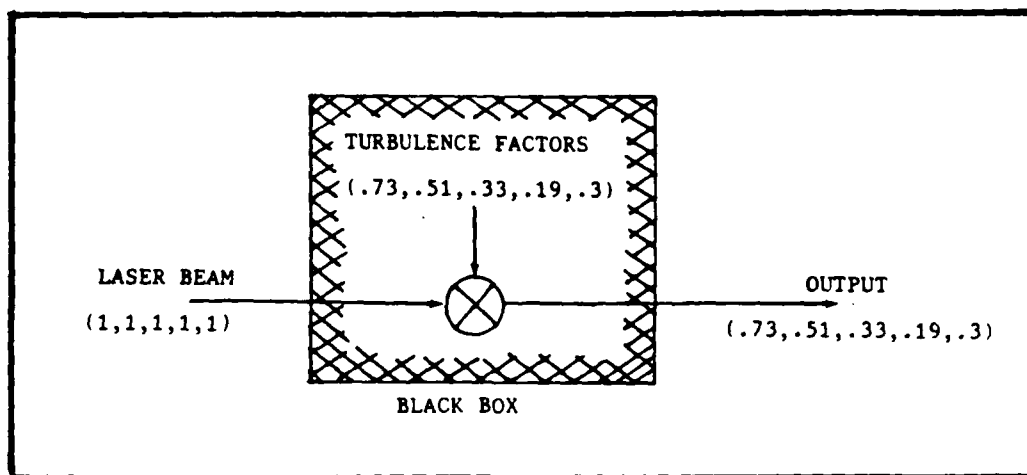 TURBULENCE FACTORS
(.73,.51,.33,.19,.3)
LASER BEAM
(1,1,1,1,1)
OUTPUT
(.73,.51,.33,.19,.3)
BLACK BOX